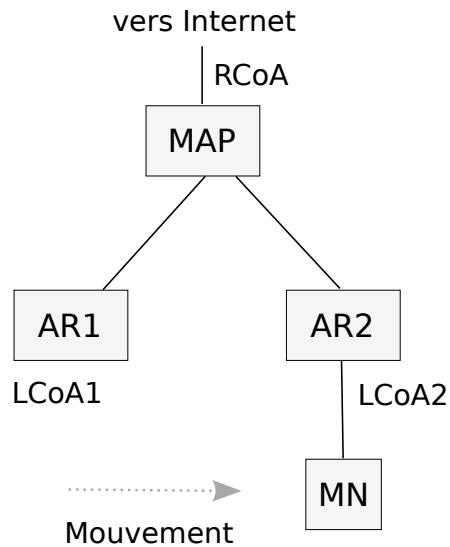 vers Internet
RCoA
MAP
AR1
AR2
LCoA1
LCoA2
MN
Mouvement